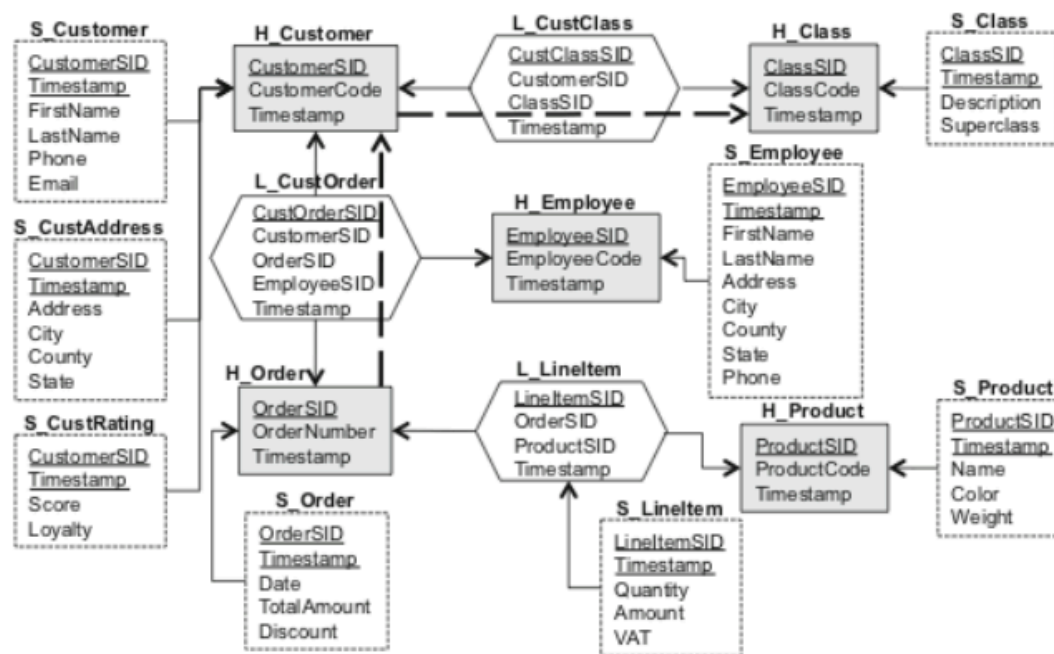 S_Customer
CustomerSID
Timestamp
FirstName
LastName
Phone
Email
H_Customer
CustomerSID
CustomerCode
Timestamp
L_CustClass
CustClassSID
CustomerSID
ClassSID
Timestamp
H_Class
ClassSID
ClassCode
Timestamp
S_Class
ClassSID
Timestamp
Description
Superclass
S_CustAddress
CustomerSID
Timestamp
Address
City
County
State
L_CustOrder
CustOrderSID
CustomerSID
OrderSID
EmployeeSID
Timestamp
H_Employee
EmployeeSID
EmployeeCode
Timestamp
S_Employee
EmployeeSID
Timestamp
FirstName
LastName
Address
City
County
State
Phone
S_CustRating
CustomerSID
Timestamp
Score
Loyalty
H_Order
OrderSID
OrderNumber
Timestamp
L_LineItem
LineItemSID
OrderSID
ProductSID
Timestamp
H_Product
ProductSID
ProductCode
Timestamp
S_Product
ProductSID
Timestamp
Name
Color
Weight
S_Order
OrderSID
Timestamp
Date
TotalAmount
Discount
S_LineItem
LineItemSID
Timestamp
Quantity
Amount
VAT